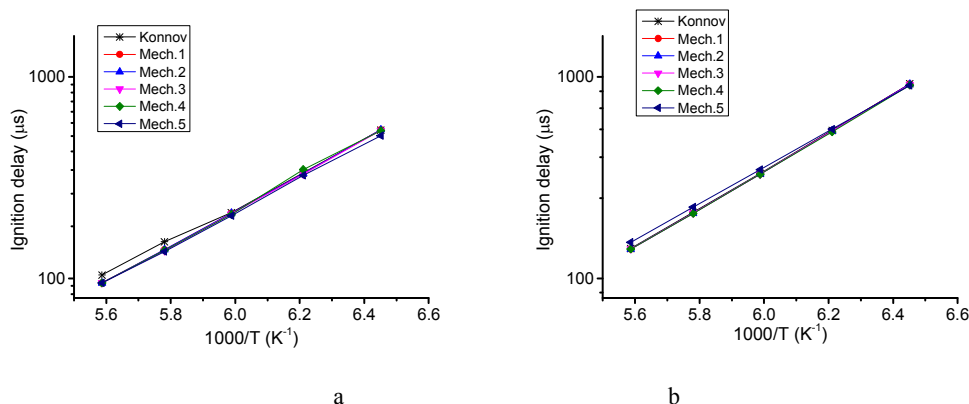 Konnov
Mech.1
Mech.2
Mech.3
Mech.4
Mech.5
1000
100
Ignition delay (μs)
5.6 5.8 6.0 6.2 6.4 6.6
1000/T (K⁻¹)
a
Konnov
Mech.1
Mech.2
Mech.3
Mech.4
Mech.5
1000
100
Ignition delay (μs)
5.6 5.8 6.0 6.2 6.4 6.6
1000/T (K⁻¹)
b